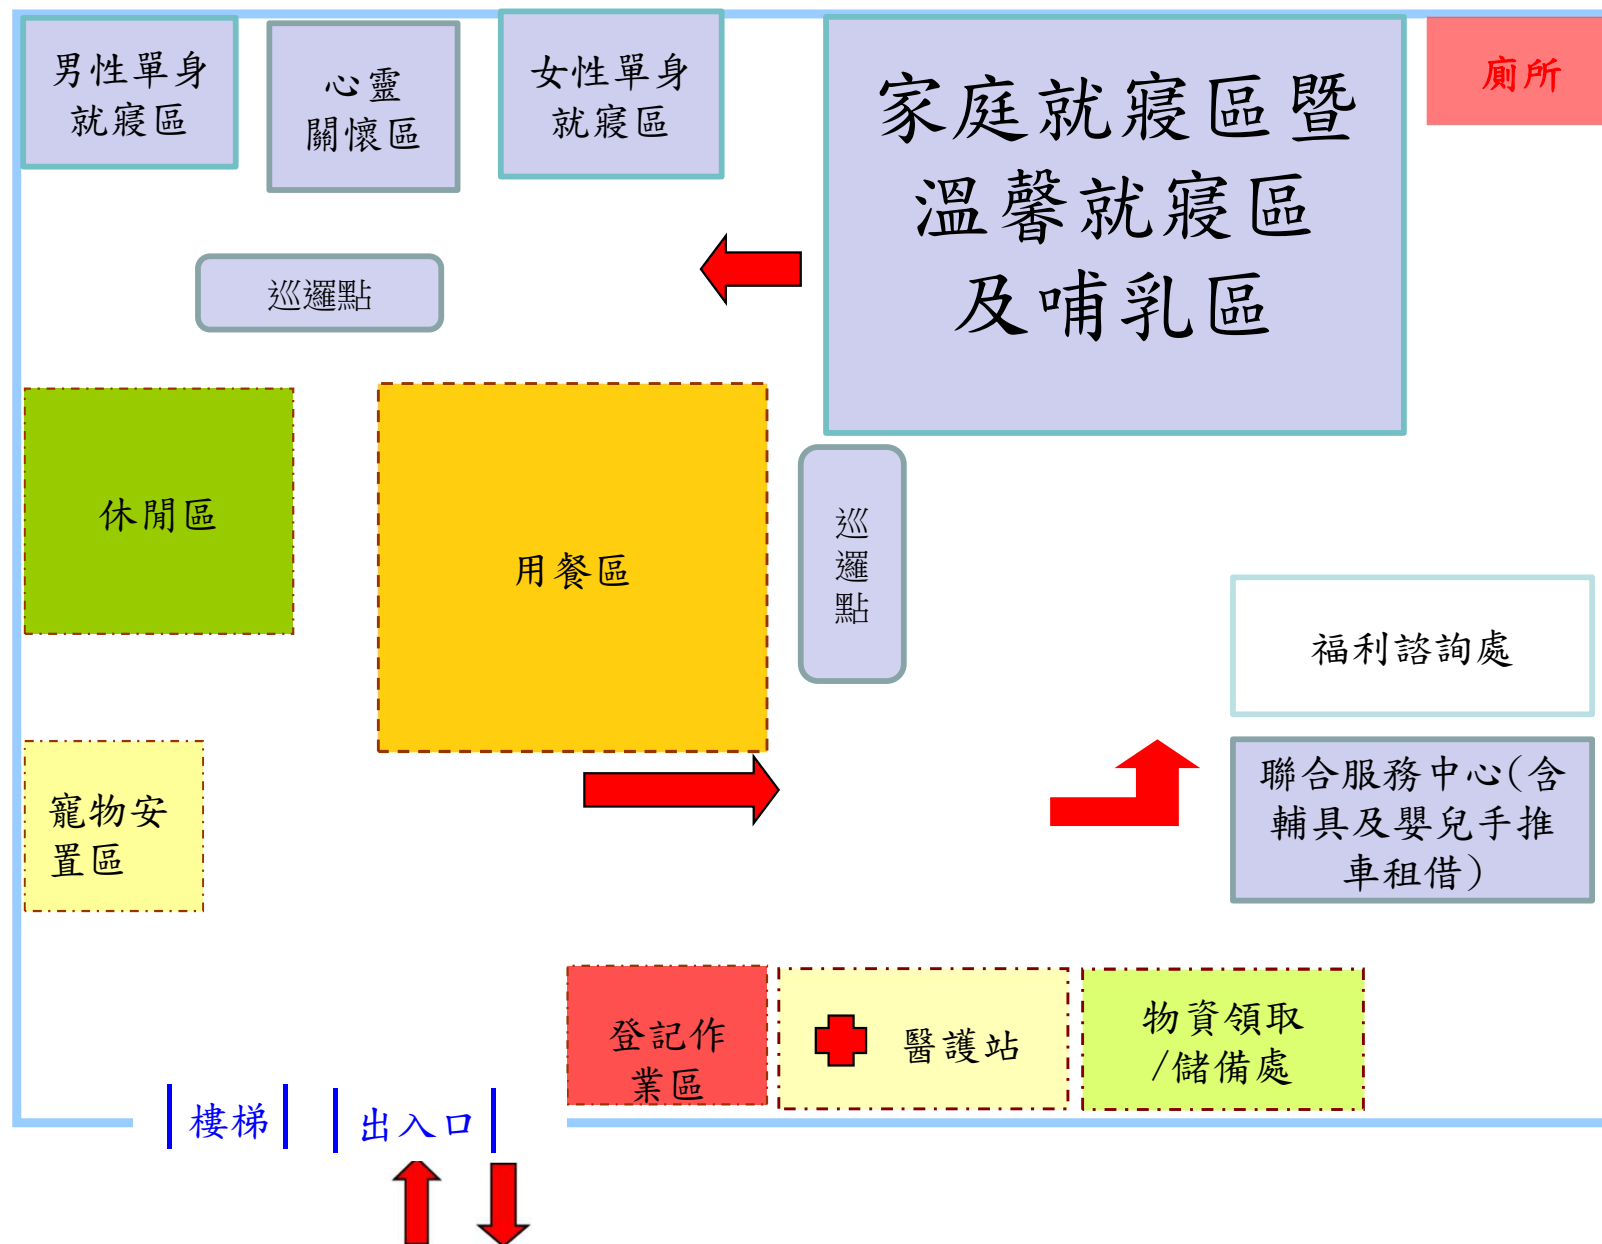 男性單身
就寢區
心靈
關懷區
女性單身
就寢區
家庭就寢區暨
溫馨就寢區
及哺乳區
廁所
巡邏點
休閒區
用餐區
巡邏點
福利諮詢處
聯合服務中心(含
輔具及嬰兒手推
車租借)
寵物安
置區
登記作
業區
醫護站
物資領取
/儲備處
樓梯
出入口